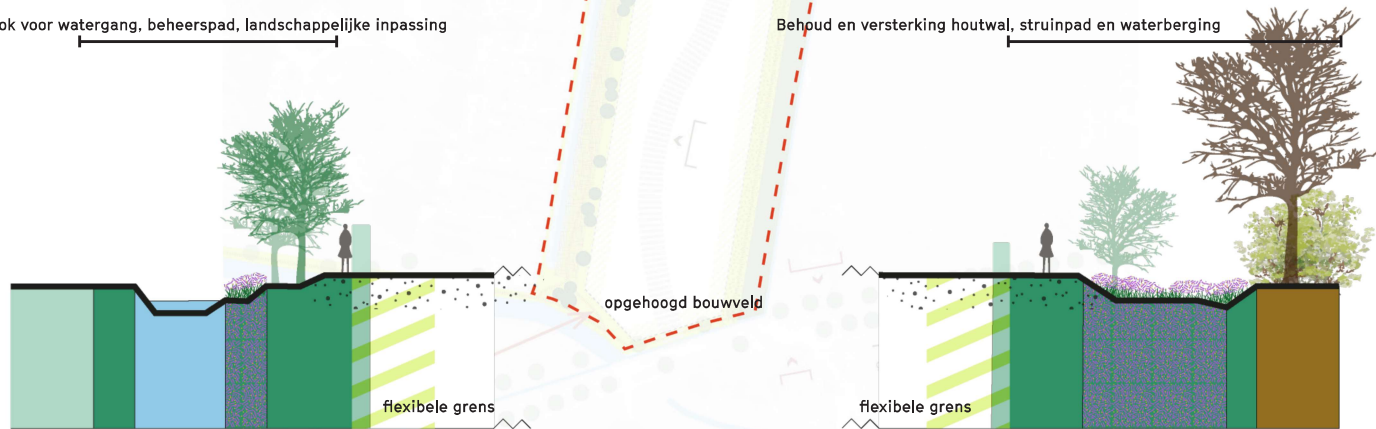 ok voor watergang, beheerspad, landschappelijke inpassing
Behoud en versterking houtwal, struinpad en waterberging
opgehoogd bouwveld
flexibele grens
flexibele grens